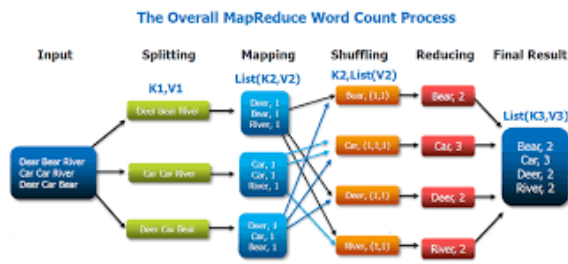 The Overall MapReduce Word Count Process
Input
Splitting
Mapping
Shuffling
Reducing
Final Result
K1,V1
List(K2,V2)
K2,List(V2)
List(K3,V3)
Dear Bear River
Car Car River
Deer Car Bear
Deer Bear River
Car Car River
Deer Car Bear
Deer, 1
Bear, 1
River, 1
Car, 1
Car, 1
River, 1
Deer, 1
Car, 1
Bear, 1
Bear, (1,1)
Car, (1,1,1)
Deer, (1,1)
River, (1,1)
Bear, 2
Car, 3
Deer, 2
River, 2
Bear, 2
Car, 3
Deer, 2
River, 2